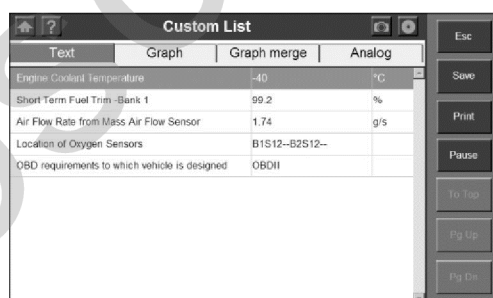 ? Custom List
Text Graph Graph merge Analog
Engine Coolant Temperature -40 °C
Short Term Fuel Trim -Bank 1 99.2 %
Air Flow Rate from Mass Air Flow Sensor 1.74 g/s
Location of Oxygen Sensors B1S12--B2S12--
OBD requirements to which vehicle is designed OBDII
Esc
Save
Print
Pause
To Top
Pg Up
Pg Dn